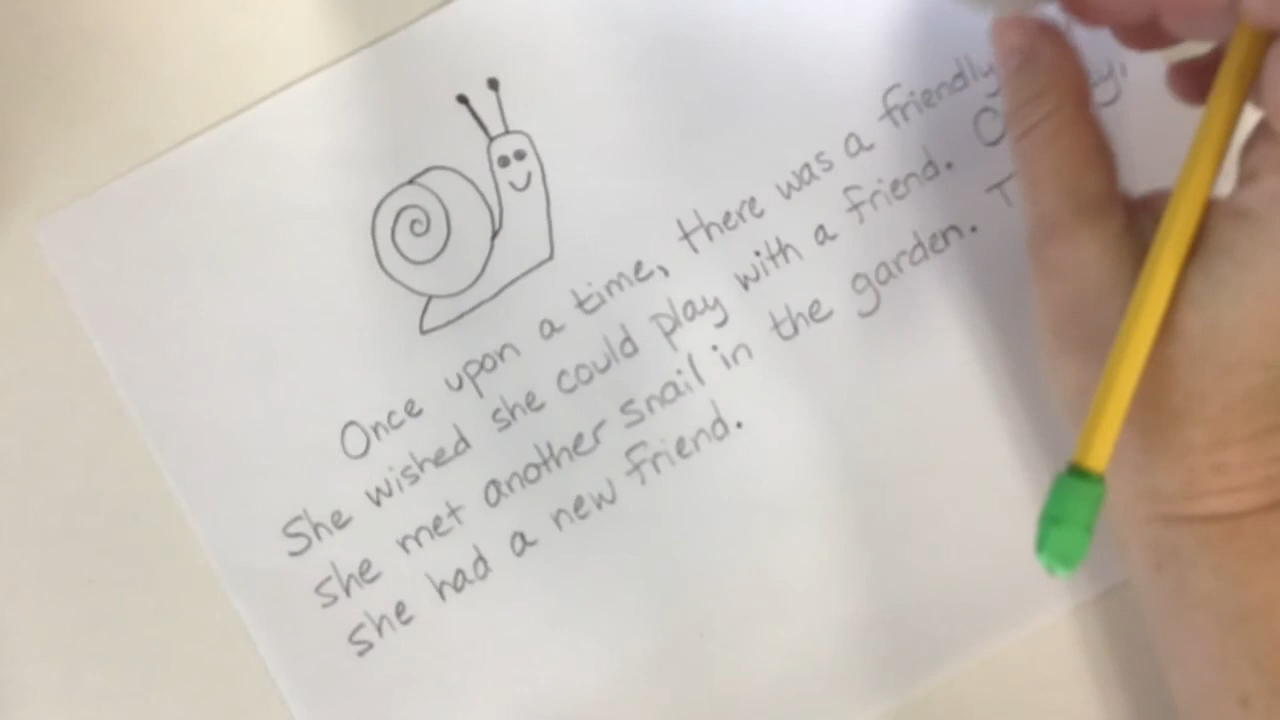 Once upon a time, there was a friendly
She wished she could play with a friend.
she met another snail in the garden.
she had a new friend.